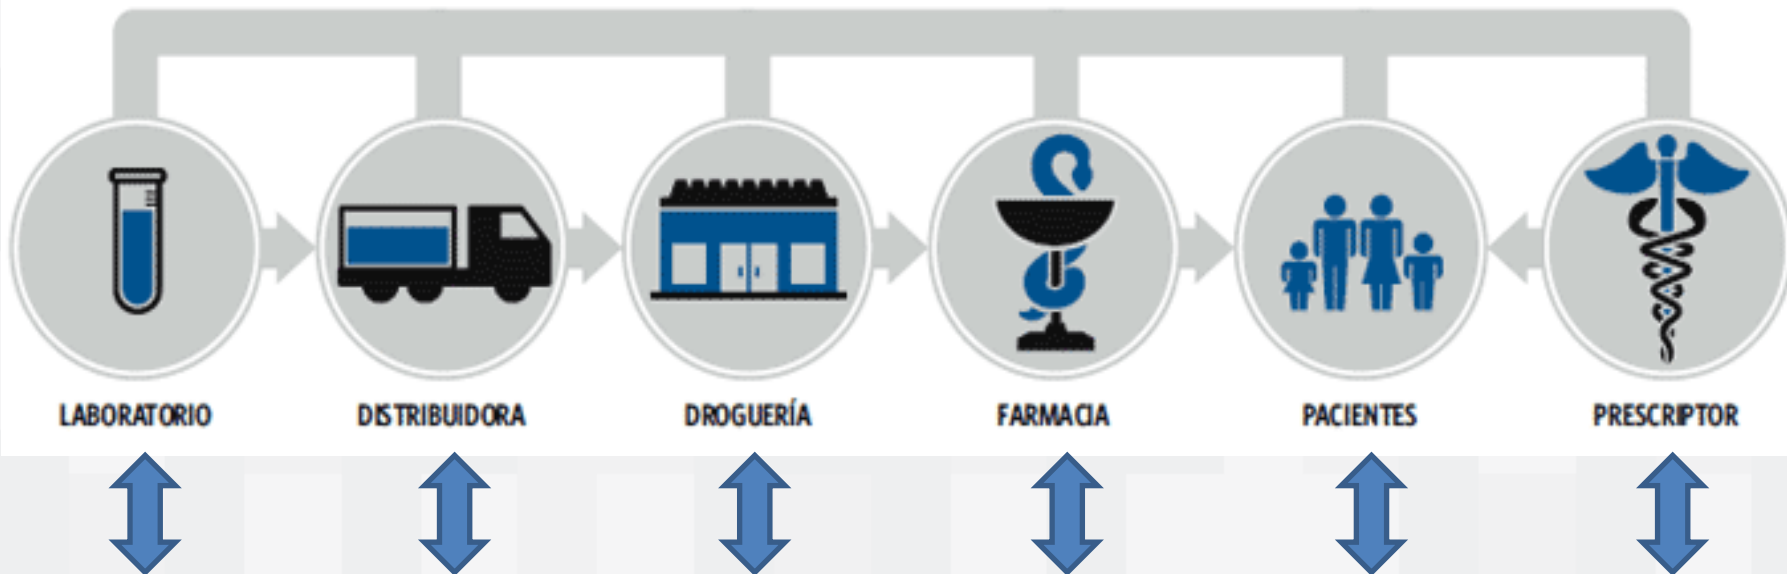 LABORATORIO
DISTRIBUIDORA
DROGUERÍA
FARMACIA
PACIENTES
PRESCRIPTOR